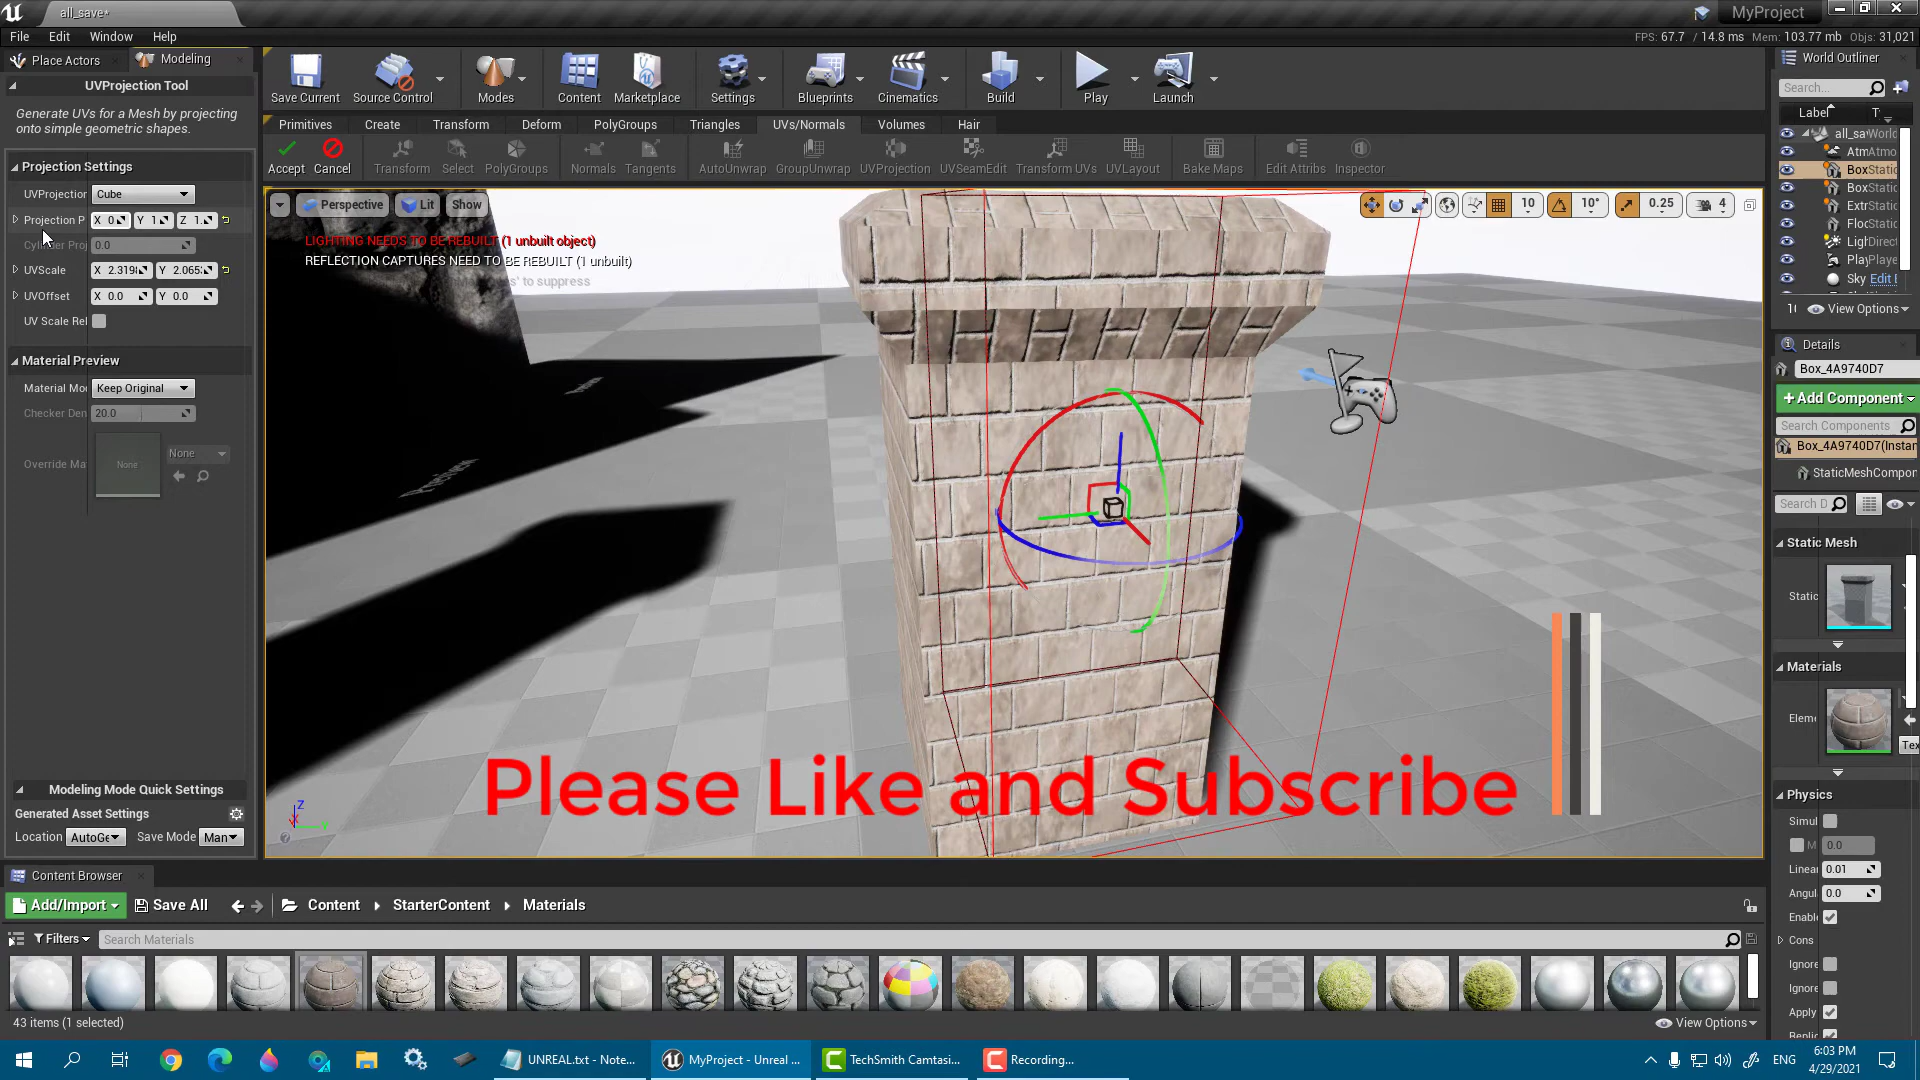 all_save*
MyProject
File Edit Window Help
FPS: 67.7 / 14.8 ms Mem: 103.77 mb Objs: 31,021
Place Actors Modeling
World Outliner
UVProjection Tool
Generate UVs for a Mesh by projecting
onto simple geometric shapes.
Save Current Source Control Modes Content Marketplace Settings Blueprints Cinematics Build Play Launch
Search...
Label
Primitives Create Transform Deform PolyGroups Triangles UVs/Normals Volumes Hair
Accept Cancel Transform Select PolyGroups Normals Tangents AutoUnwrap GroupUnwrap UVProjection UVSeamEdit Transform UVs UVLayout Bake Maps Edit Attribs Inspector
Projection Settings
UVProjection Cube
Projection P X 0 Y 1 Z 1.
Cylinder Proj 0.0
UVScale X 2.319 Y 2.065
UVOffset X 0.0 Y 0.0
UV Scale Rel
Material Preview
Material Mo Keep Original
Checker Den 20.0
Override Ma None None
Perspective Lit Show
10 10° 0.25 4
LIGHTING NEEDS TO BE REBUILT (1 unbuilt object)
REFLECTION CAPTURES NEED TO BE REBUILT (1 unbuilt)
' to suppress
Please Like and Subscribe
all_sa World
Atm Atmo
Box Static
Box Static
Extr Static
Floo Static
Ligh Direct
Play Playe
Sky Edit E
View Options
Details
Box_4A9740D7
+ Add Component
Search Components
Box_4A9740D7(Instan
StaticMeshCompon
Search D
Static Mesh
Static
Materials
Eleme
Tex
Physics
Simul
M 0.0
Linea 0.01
Angul 0.0
Enable
Cons
Ignore
Ignore
Apply
Replic
Modeling Mode Quick Settings
Generated Asset Settings
Location AutoGe Save Mode Man
Content Browser
Add/Import Save All Content StarterContent Materials
Filters Search Materials
43 items (1 selected)
View Options
UNREAL.txt - Note... MyProject - Unreal ... TechSmith Camtasi... Recording...
ENG
6:03 PM
4/29/2021